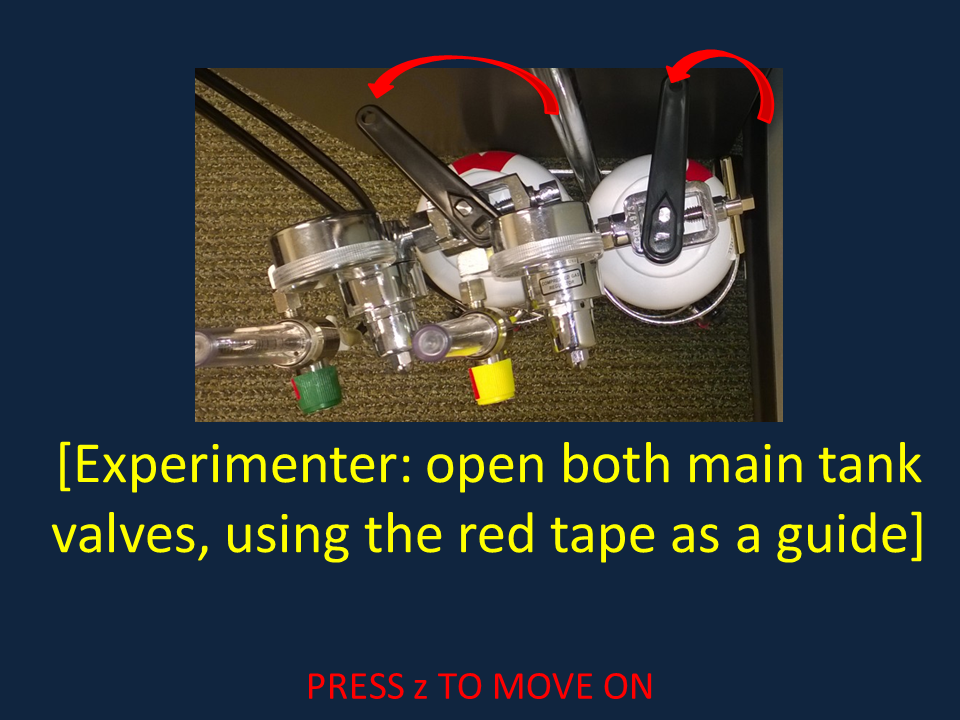 [Experimenter: open both main tank
valves, using the red tape as a guide]
PRESS z TO MOVE ON